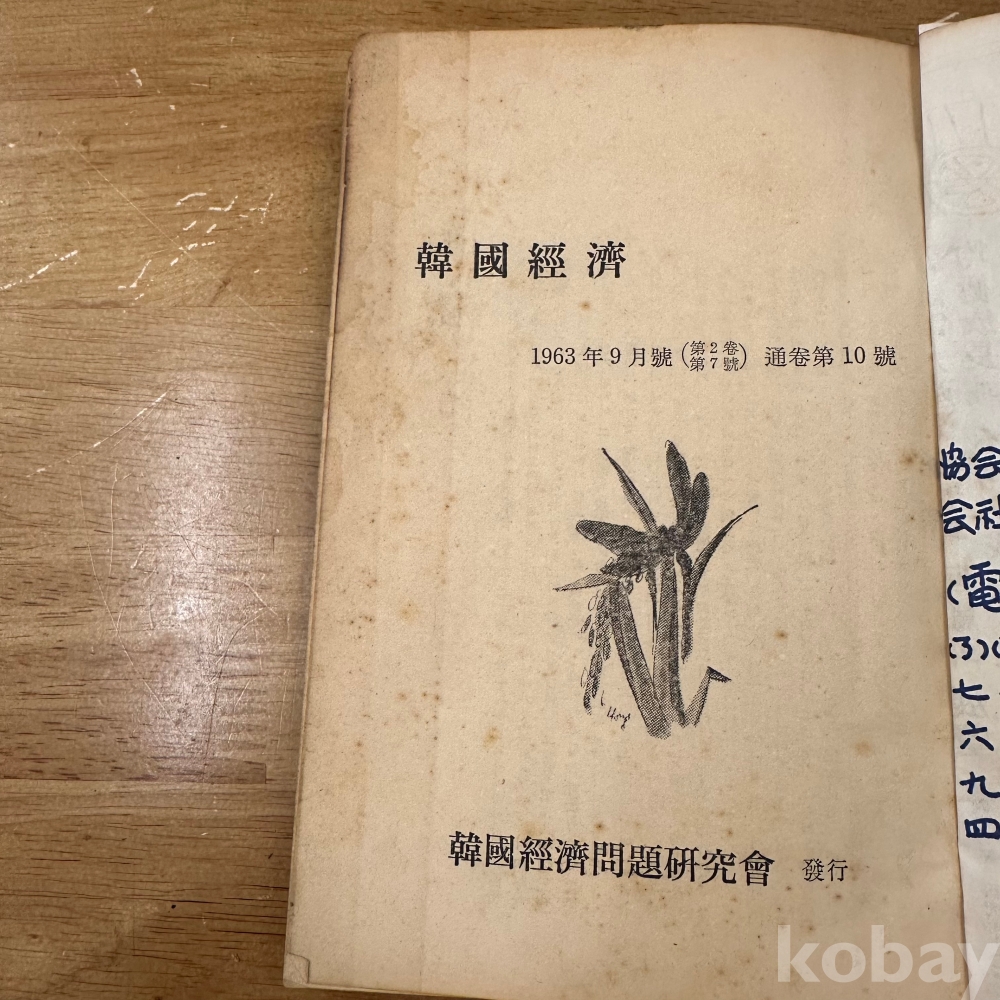 韓國經濟
1963年9月號(第2卷第7號) 通卷第10號
韓國經濟問題硏究會 發行
協会
会社
(電
七
六
九
四
kobay